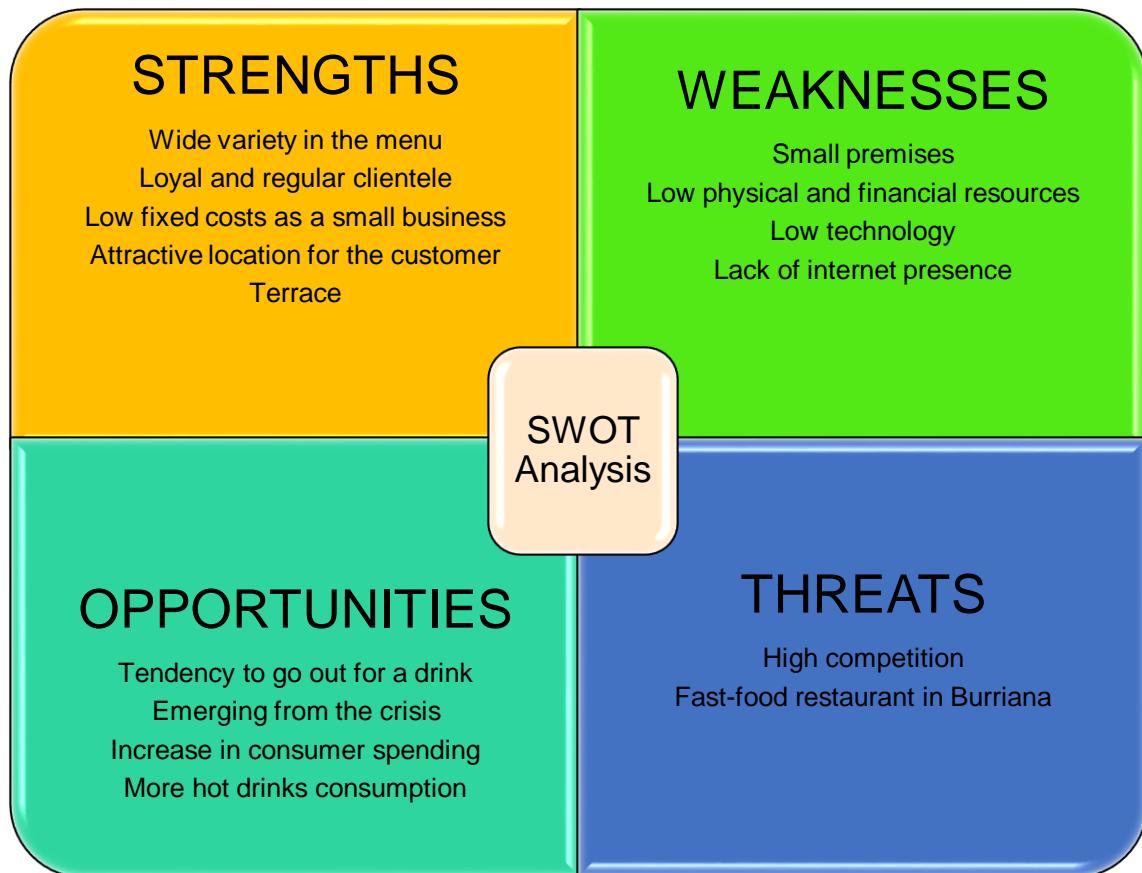 STRENGTHS
Wide variety in the menu
Loyal and regular clientele
Low fixed costs as a small business
Attractive location for the customer
Terrace
WEAKNESSES
Small premises
Low physical and financial resources
Low technology
Lack of internet presence
SWOT
Analysis
OPPORTUNITIES
Tendency to go out for a drink
Emerging from the crisis
Increase in consumer spending
More hot drinks consumption
THREATS
High competition
Fast-food restaurant in Burriana